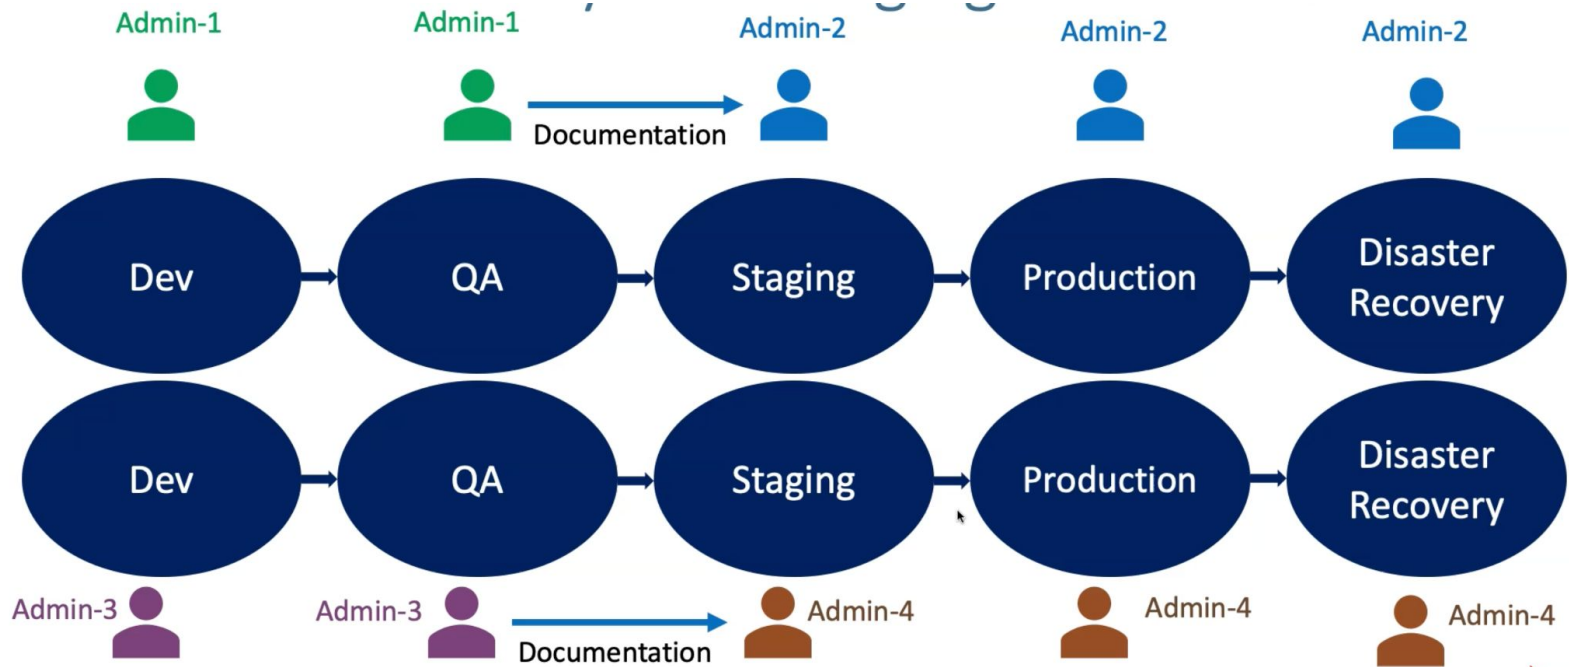 Admin-1 Admin-1 Admin-2 Admin-2 Admin-2
Documentation
Dev QA Staging Production Disaster
Recovery
Dev QA Staging Production Disaster
Recovery
Admin-3 Admin-3 Admin-4 Admin-4 Admin-4
Documentation